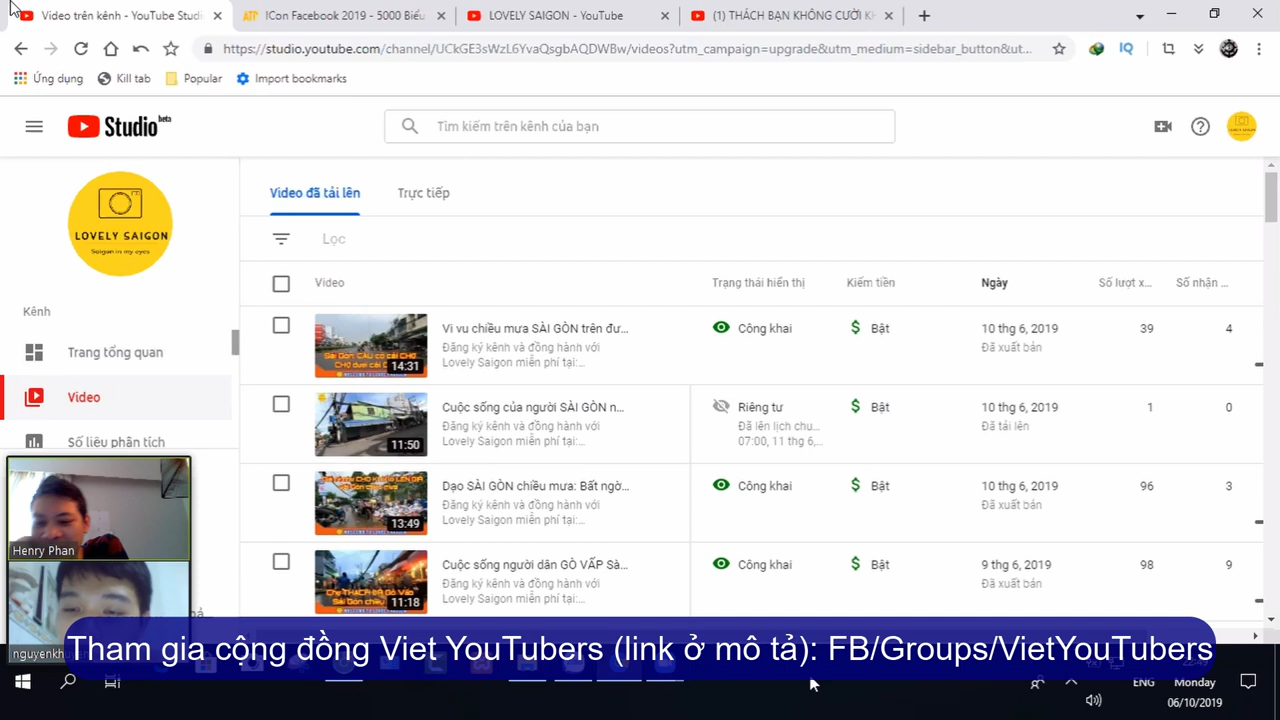 Video trên kênh - YouTube Studi
ICon Facebook 2019 - 5000 Biểu
LOVELY SAIGON - YouTube
(1) THÁCH BẠN KHÔNG CƯỜI K
https://studio.youtube.com/channel/UCkGE3sWzL6YvaQsgbAQDWBw/videos?utm_campaign=upgrade&utm_medium=sidebar_button&ut...
IQ
Ứng dụng
Kill tab
Popular
Import bookmarks
Studio beta
Tìm kiếm trên kênh của bạn
LOVELY SAIGON
Saigon in my eyes
Video đã tải lên
Trực tiếp
Lọc
Video
Trạng thái hiển thị
Kiếm tiền
Ngày
Số lượt x...
Số nhận ...
Kênh
Trang tổng quan
Video
Số liệu phân tích
14:31
Vi vu chiều mưa SÀI GÒN trên đư...
Đăng ký kênh và đồng hành với
Lovely Saigon miễn phí tại:...
Công khai
Bật
10 thg 6, 2019
Đã xuất bản
39
4
11:50
Cuộc sống của người SÀI GÒN n...
Đăng ký kênh và đồng hành với
Lovely Saigon miễn phí tại:...
Riêng tư
Đã lên lịch chu...
07:00, 11 thg 6,...
Bật
10 thg 6, 2019
Đã tải lên
1
0
13:49
Dạo SÀI GÒN chiều mưa: Bất ngờ...
Đăng ký kênh và đồng hành với
Lovely Saigon miễn phí tại:...
Công khai
Bật
10 thg 6, 2019
Đã xuất bản
96
3
11:18
Cuộc sống người dân GÒ VẤP Sà...
Đăng ký kênh và đồng hành với
Lovely Saigon miễn phí tại:...
Công khai
Bật
9 thg 6, 2019
Đã xuất bản
98
9
Henry Phan
Tham gia cộng đồng Viet YouTubers (link ở mô tả): FB/Groups/VietYouTubers
ENG
Monday
06/10/2019